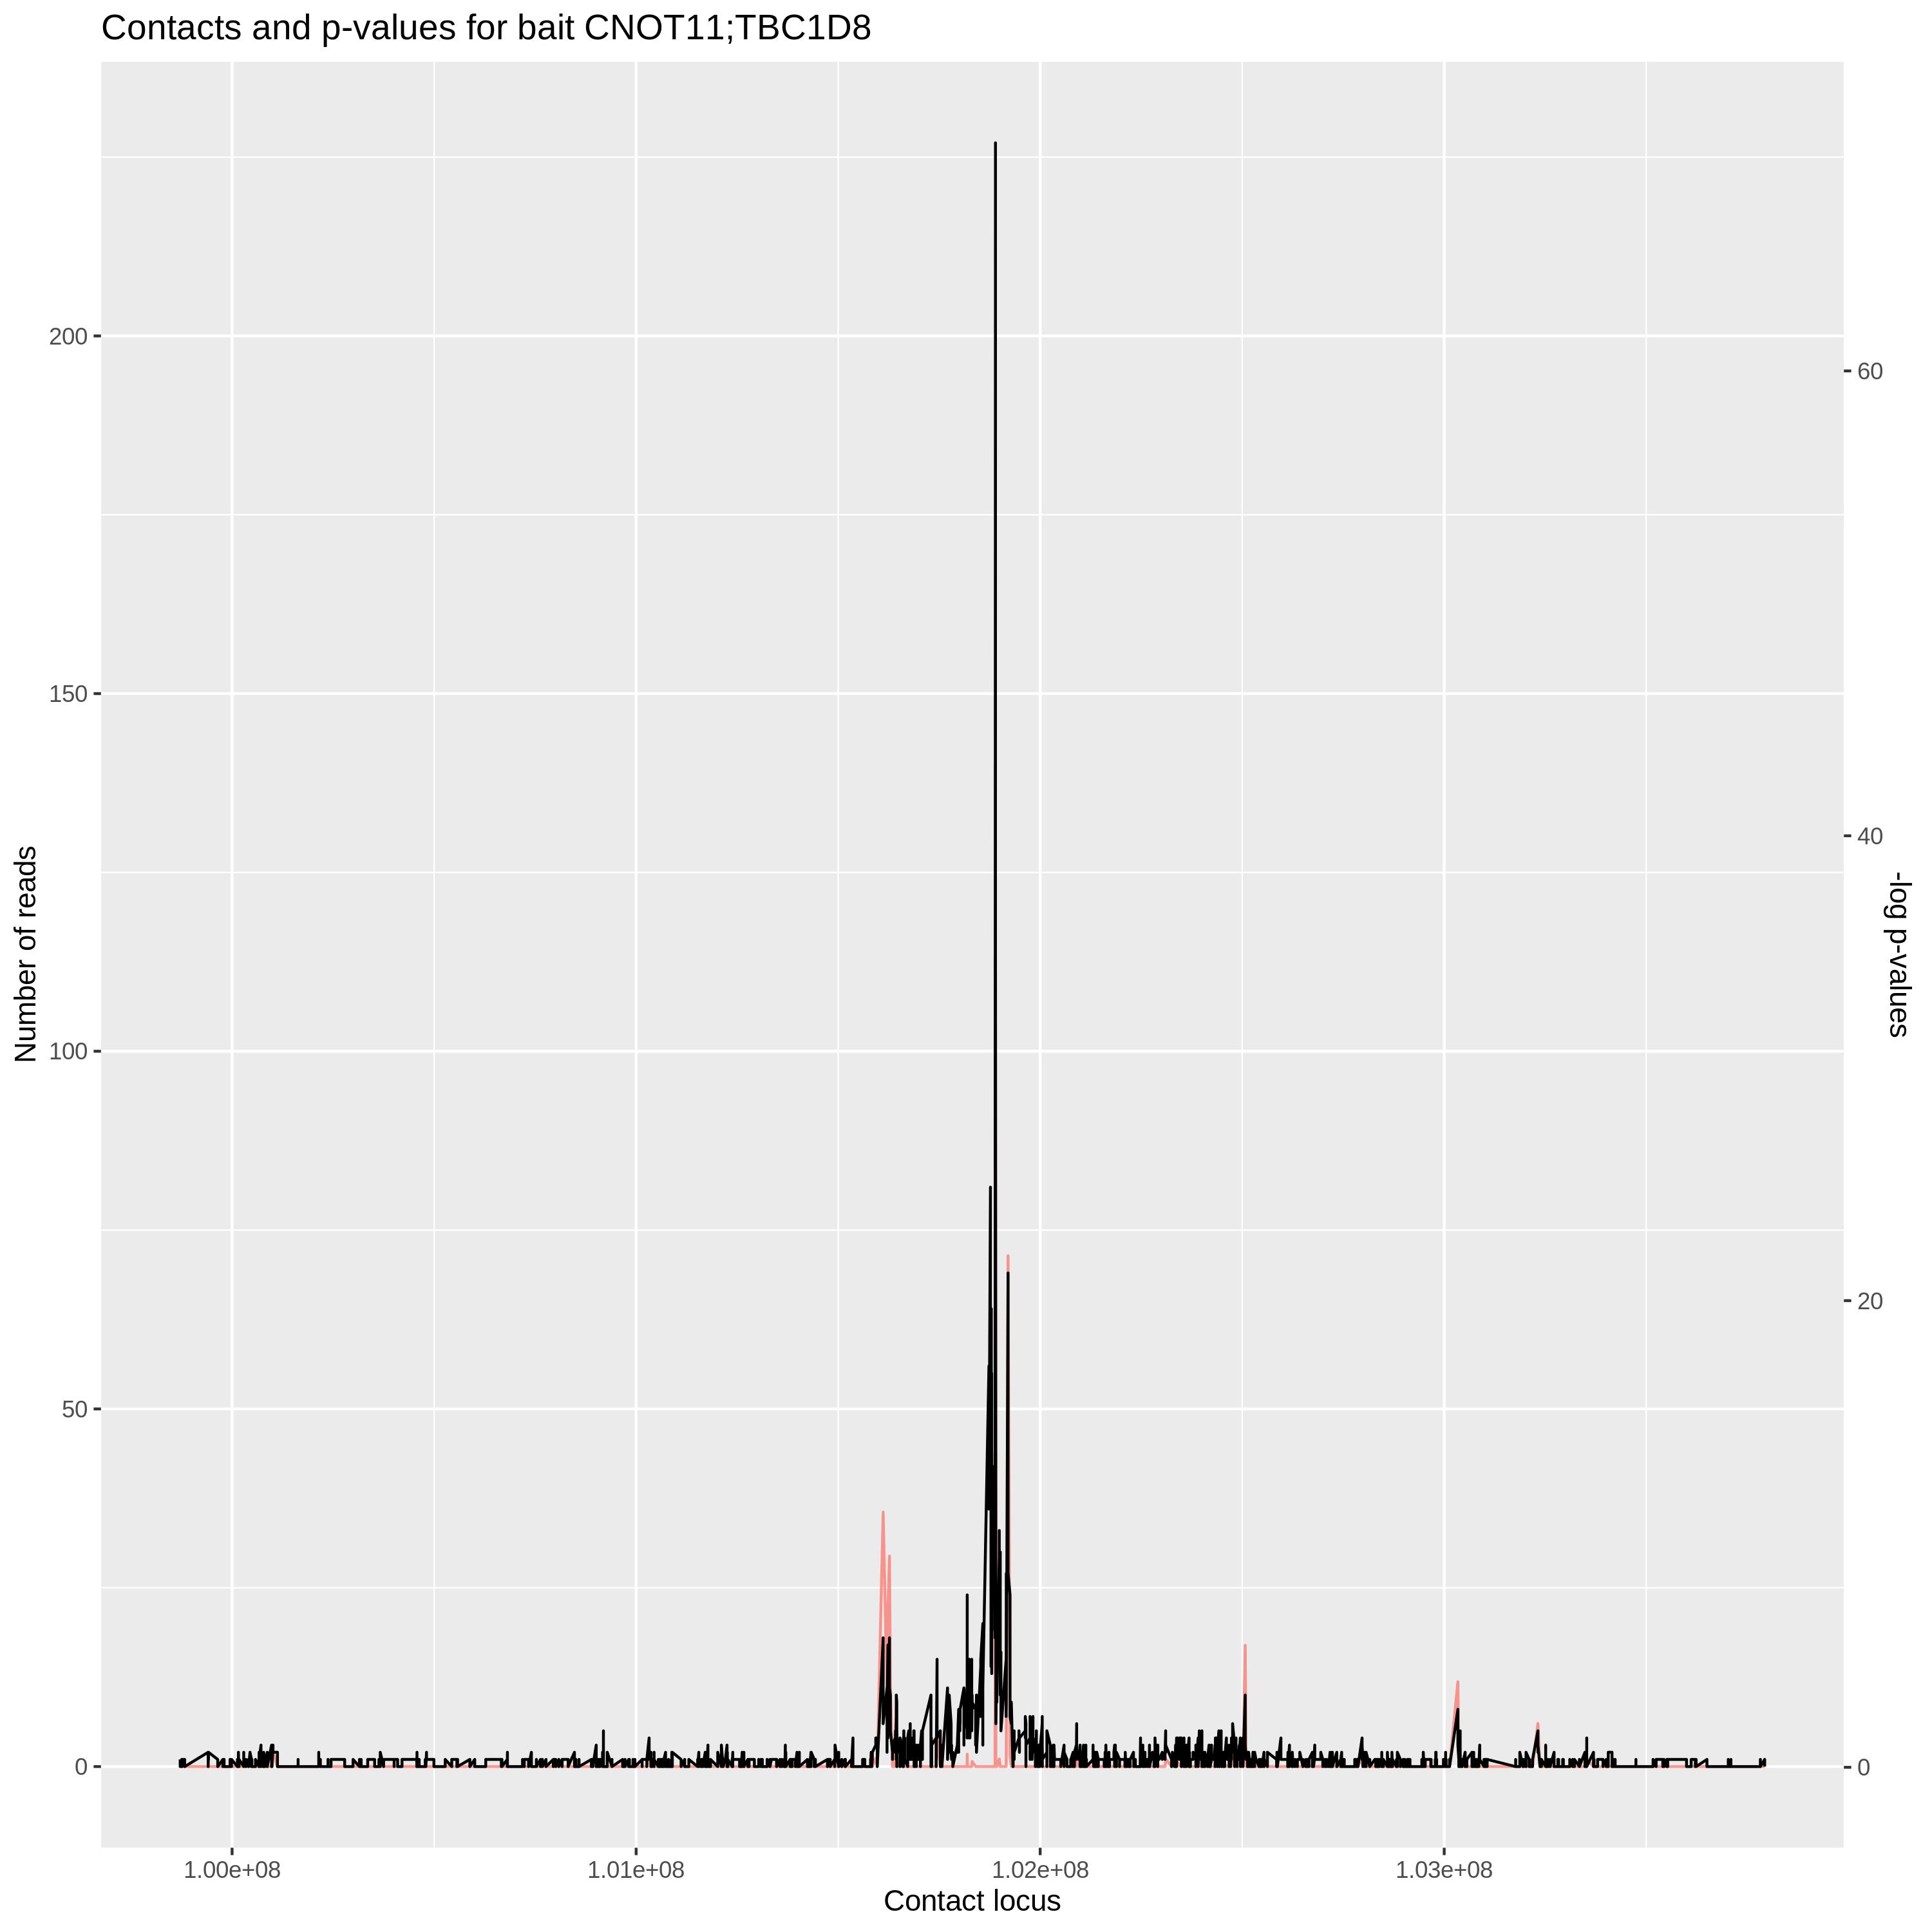 Contacts and p-values for bait CNOT11;TBC1D8
200
150
100
50
0
Number of reads
60
40
20
0
-log p-values
1.00e+08 1.01e+08 1.02e+08 1.03e+08
Contact locus